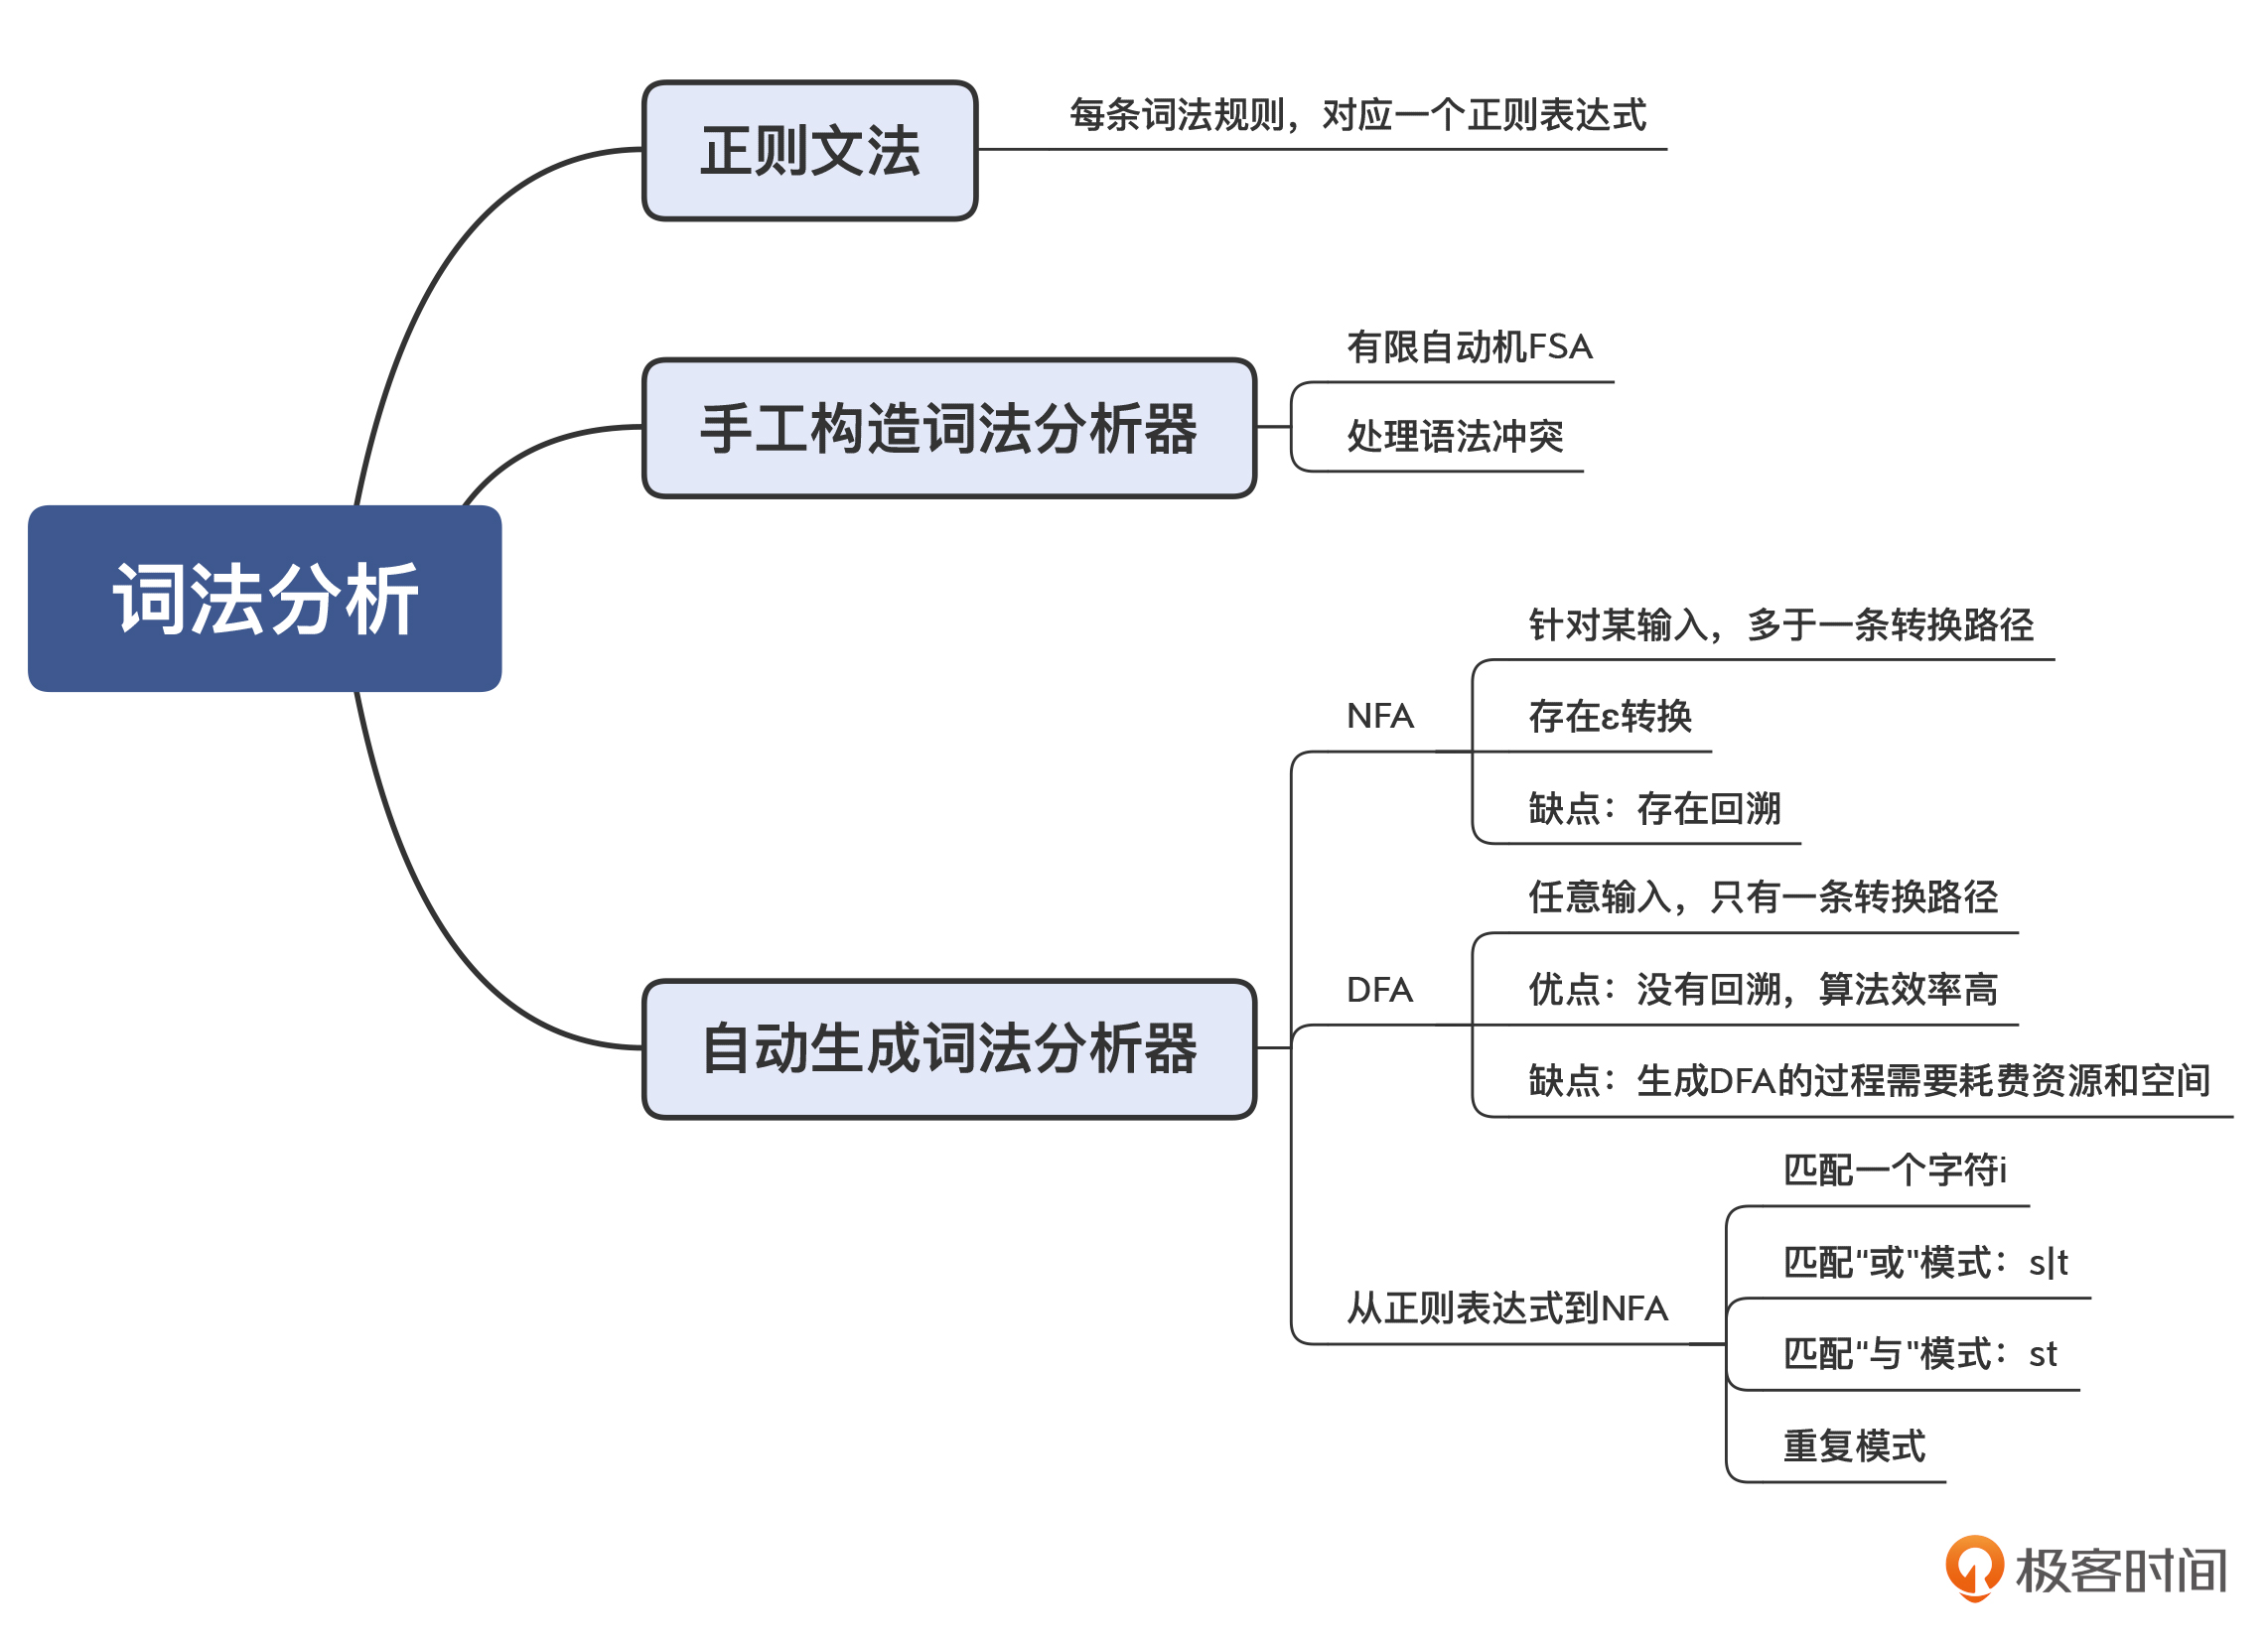 正则文法
每条词法规则，对应一个正则表达式
手工构造词法分析器
有限自动机FSA
处理语法冲突
词法分析
自动生成词法分析器
NFA
针对某输入，多于一条转换路径
存在ε转换
缺点：存在回溯
DFA
任意输入，只有一条转换路径
优点：没有回溯，算法效率高
缺点：生成DFA的过程需要耗费资源和空间
从正则表达式到NFA
匹配一个字符i
匹配"或"模式：s|t
匹配"与"模式：st
重复模式
极客时间